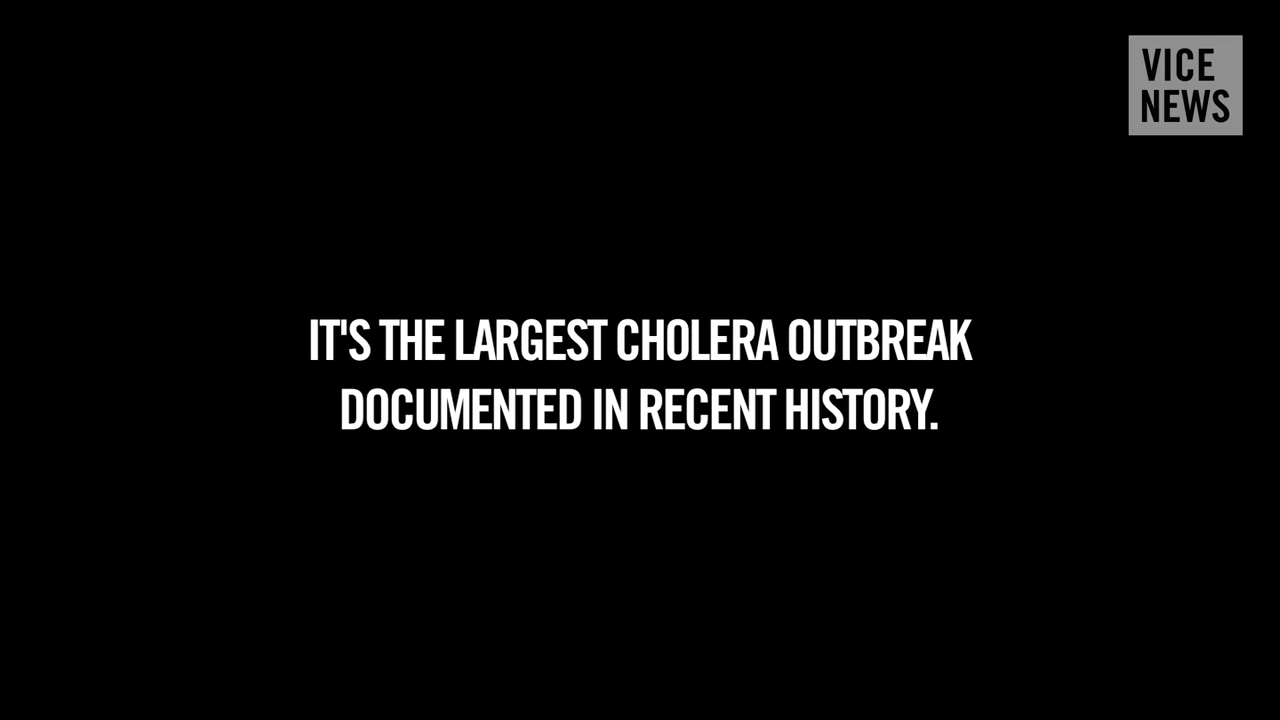 VICE
NEWS
IT'S THE LARGEST CHOLERA OUTBREAK
DOCUMENTED IN RECENT HISTORY.